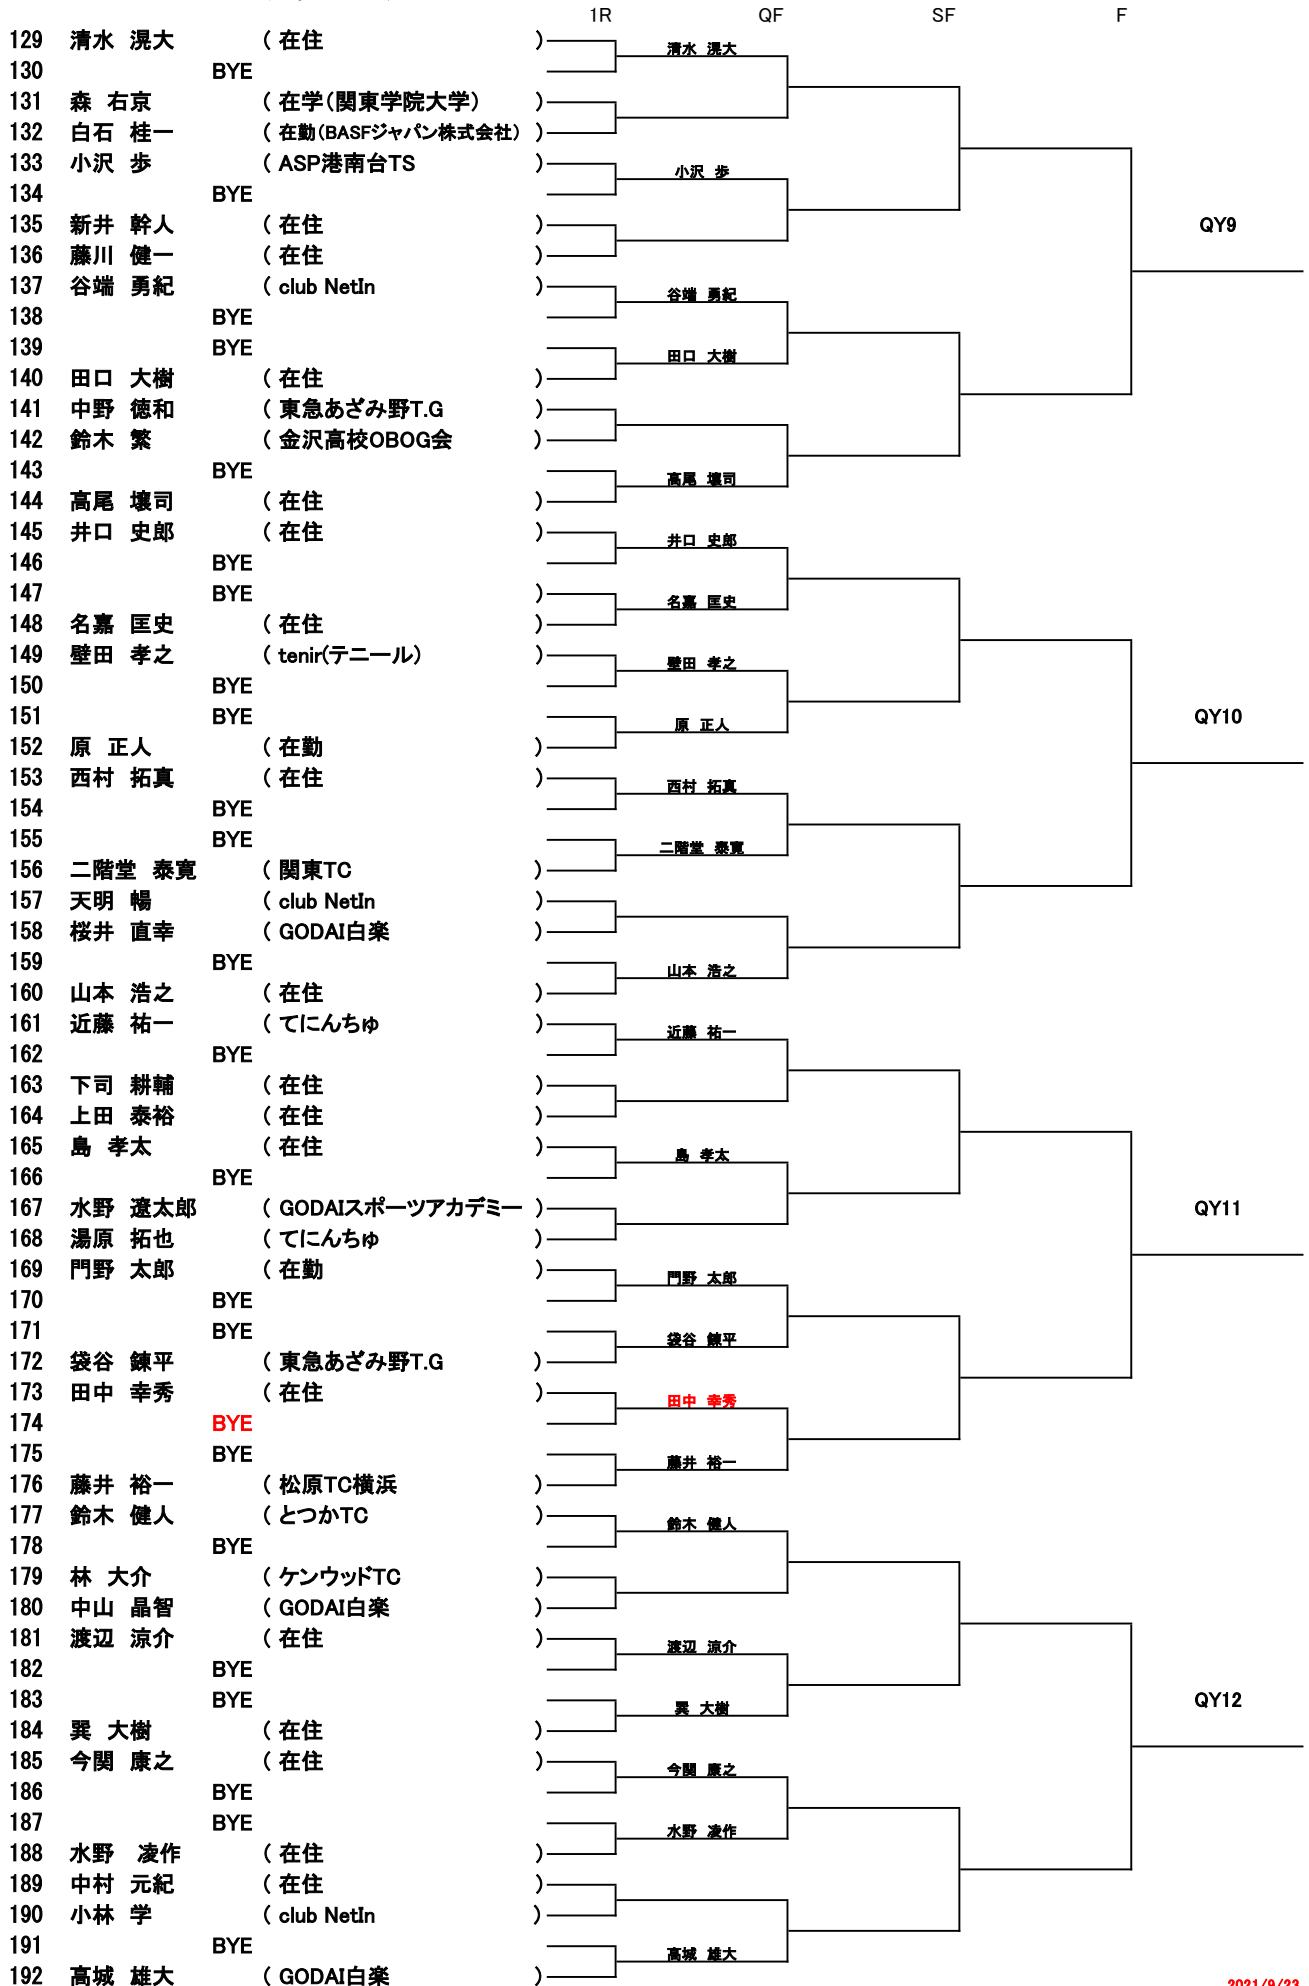 1R QF SF F
129 清水 滉大 ( 在住 ) 清水 滉大
130 BYE
131 森 右京 ( 在学(関東学院大学) )
132 白石 桂一 ( 在勤(BASFジャパン株式会社) )
133 小沢 歩 ( ASP港南台TS ) 小沢 歩
134 BYE
135 新井 幹人 ( 在住 ) QY9
136 藤川 健一 ( 在住 )
137 谷端 勇紀 ( club NetIn ) 谷端 勇紀
138 BYE
139 BYE 田口 大樹
140 田口 大樹 ( 在住 )
141 中野 徳和 ( 東急あざみ野T.G )
142 鈴木 繁 ( 金沢高校OBOG会 )
143 BYE 高尾 壌司
144 高尾 壌司 ( 在住 )
145 井口 史郎 ( 在住 ) 井口 史郎
146 BYE
147 BYE ) 名嘉 匡史
148 名嘉 匡史 ( 在住 )
149 壁田 孝之 ( tenir(テニール) ) 壁田 孝之
150 BYE
151 BYE 原 正人 QY10
152 原 正人 ( 在勤 )
153 西村 拓真 ( 在住 ) 西村 拓真
154 BYE
155 BYE 二階堂 泰寛
156 二階堂 泰寛 ( 関東TC )
157 天明 暢 ( club NetIn )
158 桜井 直幸 ( GODAI白楽 )
159 BYE 山本 浩之
160 山本 浩之 ( 在住 )
161 近藤 祐一 ( てにんちゅ ) 近藤 祐一
162 BYE
163 下司 耕輔 ( 在住 )
164 上田 泰裕 ( 在住 )
165 島 孝太 ( 在住 ) 島 孝太
166 BYE
167 水野 遼太郎 ( GODAIスポーツアカデミー ) QY11
168 湯原 拓也 ( てにんちゅ )
169 門野 太郎 ( 在勤 ) 門野 太郎
170 BYE
171 BYE 袋谷 錬平
172 袋谷 錬平 ( 東急あざみ野T.G )
173 田中 幸秀 ( 在住 ) 田中 幸秀
174 BYE
175 BYE 藤井 裕一
176 藤井 裕一 ( 松原TC横浜 )
177 鈴木 健人 ( とつかTC ) 鈴木 健人
178 BYE
179 林 大介 ( ケンウッドTC )
180 中山 晶智 ( GODAI白楽 )
181 渡辺 涼介 ( 在住 ) 渡辺 涼介
182 BYE
183 BYE 巽 大樹 QY12
184 巽 大樹 ( 在住 )
185 今関 康之 ( 在住 ) 今関 康之
186 BYE
187 BYE 水野 凌作
188 水野 凌作 ( 在住 )
189 中村 元紀 ( 在住 )
190 小林 学 ( club NetIn )
191 BYE 高城 雄大
192 高城 雄大 ( GODAI白楽 )
2021/9/23